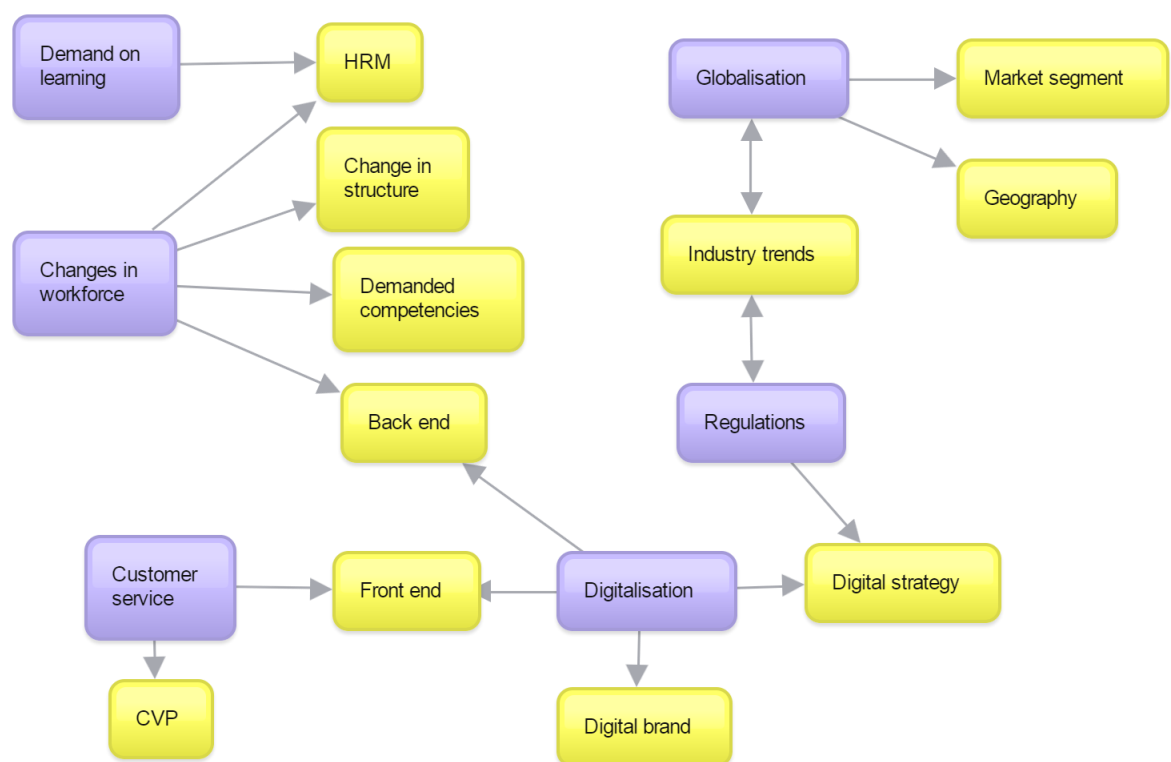 Demand on
learning
HRM
Globalisation
Market segment
Change in
structure
Geography
Changes in
workforce
Industry trends
Demanded
competencies
Back end
Regulations
Customer
service
Front end
Digitalisation
Digital strategy
CVP
Digital brand